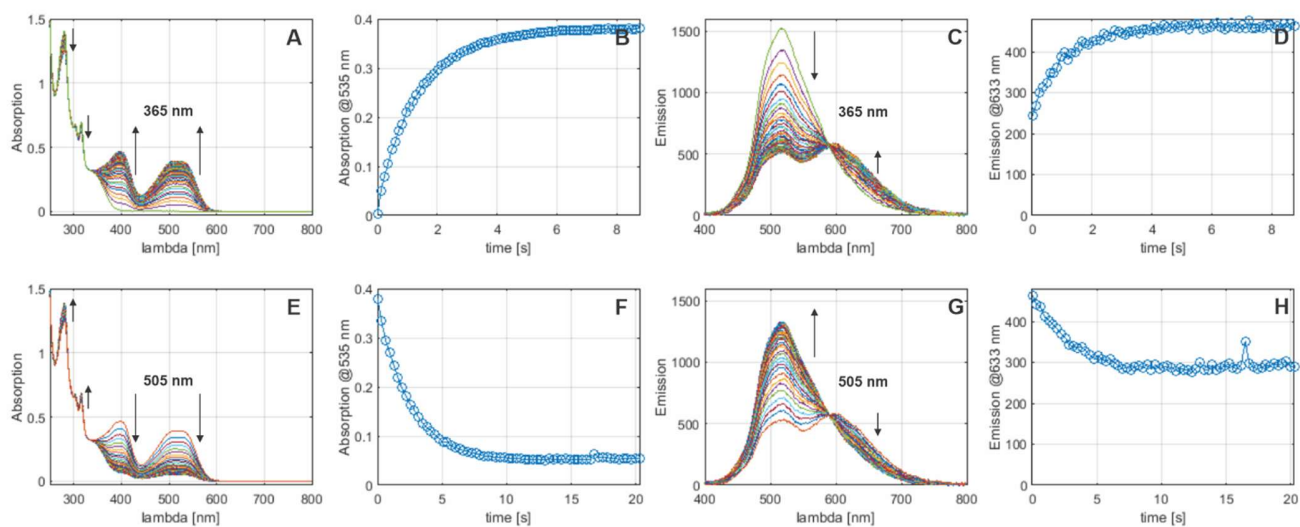 1.5
1
0.5
0
Absorption
A
365 nm
300 400 500 600 700 800
lambda [nm]
0.4
0.3
0.2
0.1
0
Absorption @535 nm
B
0 2 4 6 8
time [s]
1500
1000
500
0
Emission
C
365 nm
400 500 600 700 800
lambda [nm]
400
300
200
100
0
Emission @633 nm
D
0 2 4 6 8
time [s]
1.5
1
0.5
0
Absorption
E
505 nm
300 400 500 600 700 800
lambda [nm]
0.4
0.3
0.2
0.1
0
Absorption @535 nm
F
0 5 10 15 20
time [s]
1500
1000
500
0
Emission
G
505 nm
400 500 600 700 800
lambda [nm]
400
300
200
100
0
Emission @633 nm
H
0 5 10 15 20
time [s]